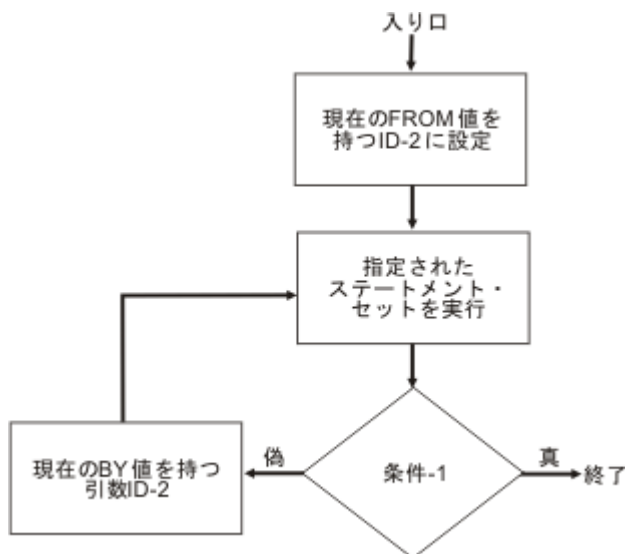 入り口
現在のFROM値を
持つID-2に設定
指定された
ステートメント・
セットを実行
条件-1
偽
真
終了
現在のBY値を持つ
引数ID-2